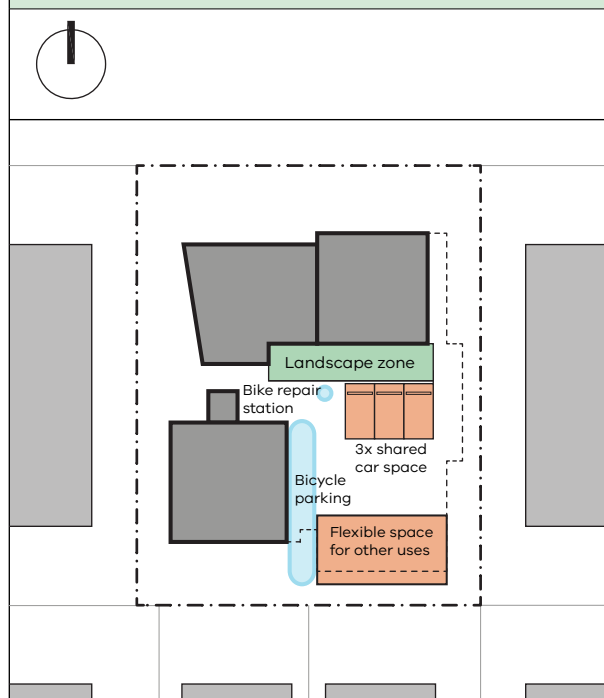 Landscape zone
Bike repair
station
3x shared
car space
Bicycle
parking
Flexible space
for other uses